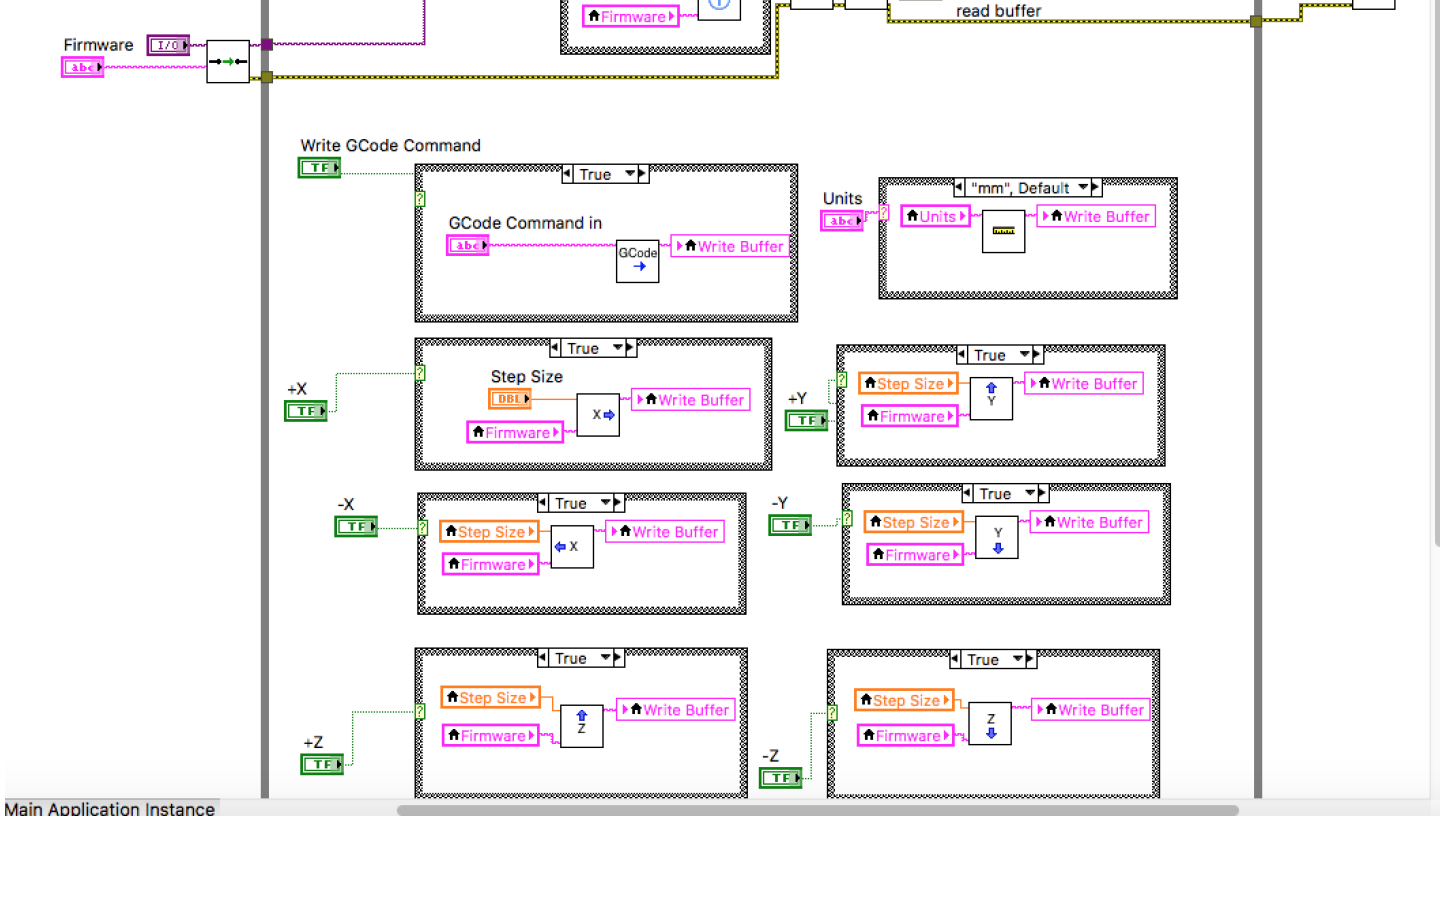 Firmware
read buffer
Firmware
I/O
abc
Write GCode Command
TF
True
"mm", Default
Units
abc
Units
Write Buffer
?
?
GCode Command in
abc
GCode
Write Buffer
True
True
?
+X
TF
Step Size
DBL
X
Write Buffer
Firmware
+Y
TF
?
Step Size
Y
Write Buffer
Firmware
-X
TF
True
?
Step Size
X
Write Buffer
Firmware
-Y
TF
True
?
Step Size
Y
Write Buffer
Firmware
True
True
?
Step Size
Z
Write Buffer
Firmware
+Z
TF
?
Step Size
Z
Write Buffer
Firmware
-Z
TF
Main Application Instance